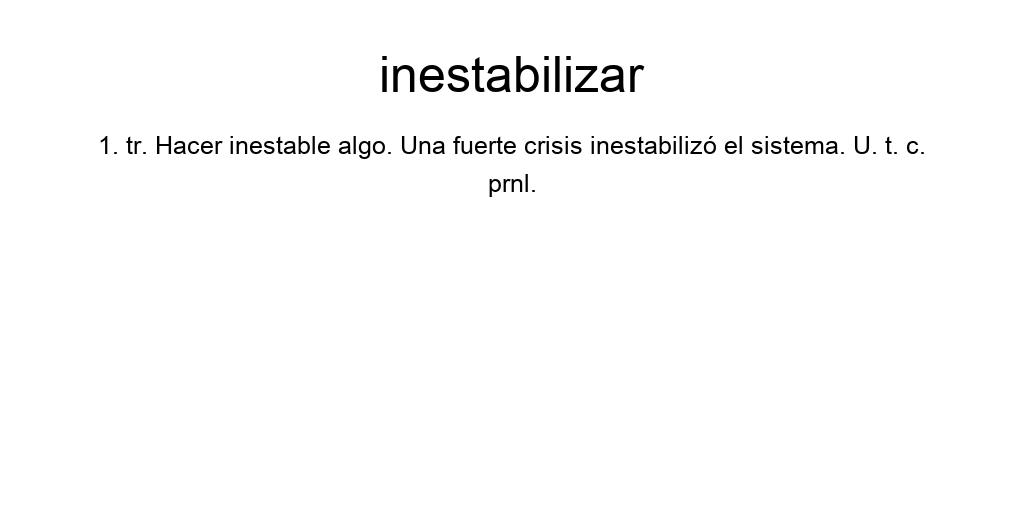 inestabilizar
1. tr. Hacer inestable algo. Una fuerte crisis inestabilizó el sistema. U. t. c.
prnl.